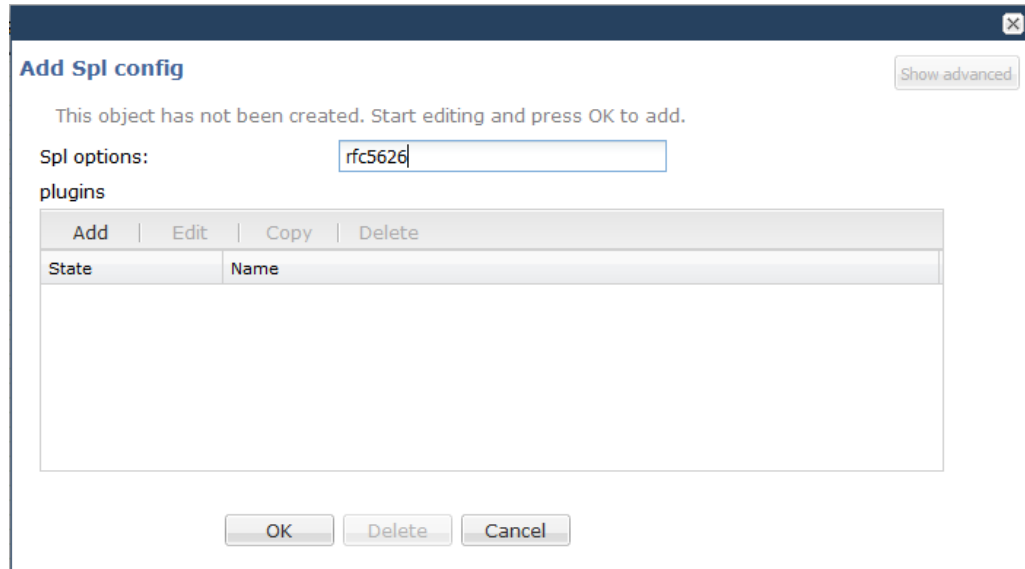 Add Spl config
Show advanced
This object has not been created. Start editing and press OK to add.
Spl options: rfc5626
plugins
Add | Edit | Copy | Delete
State Name
OK Delete Cancel